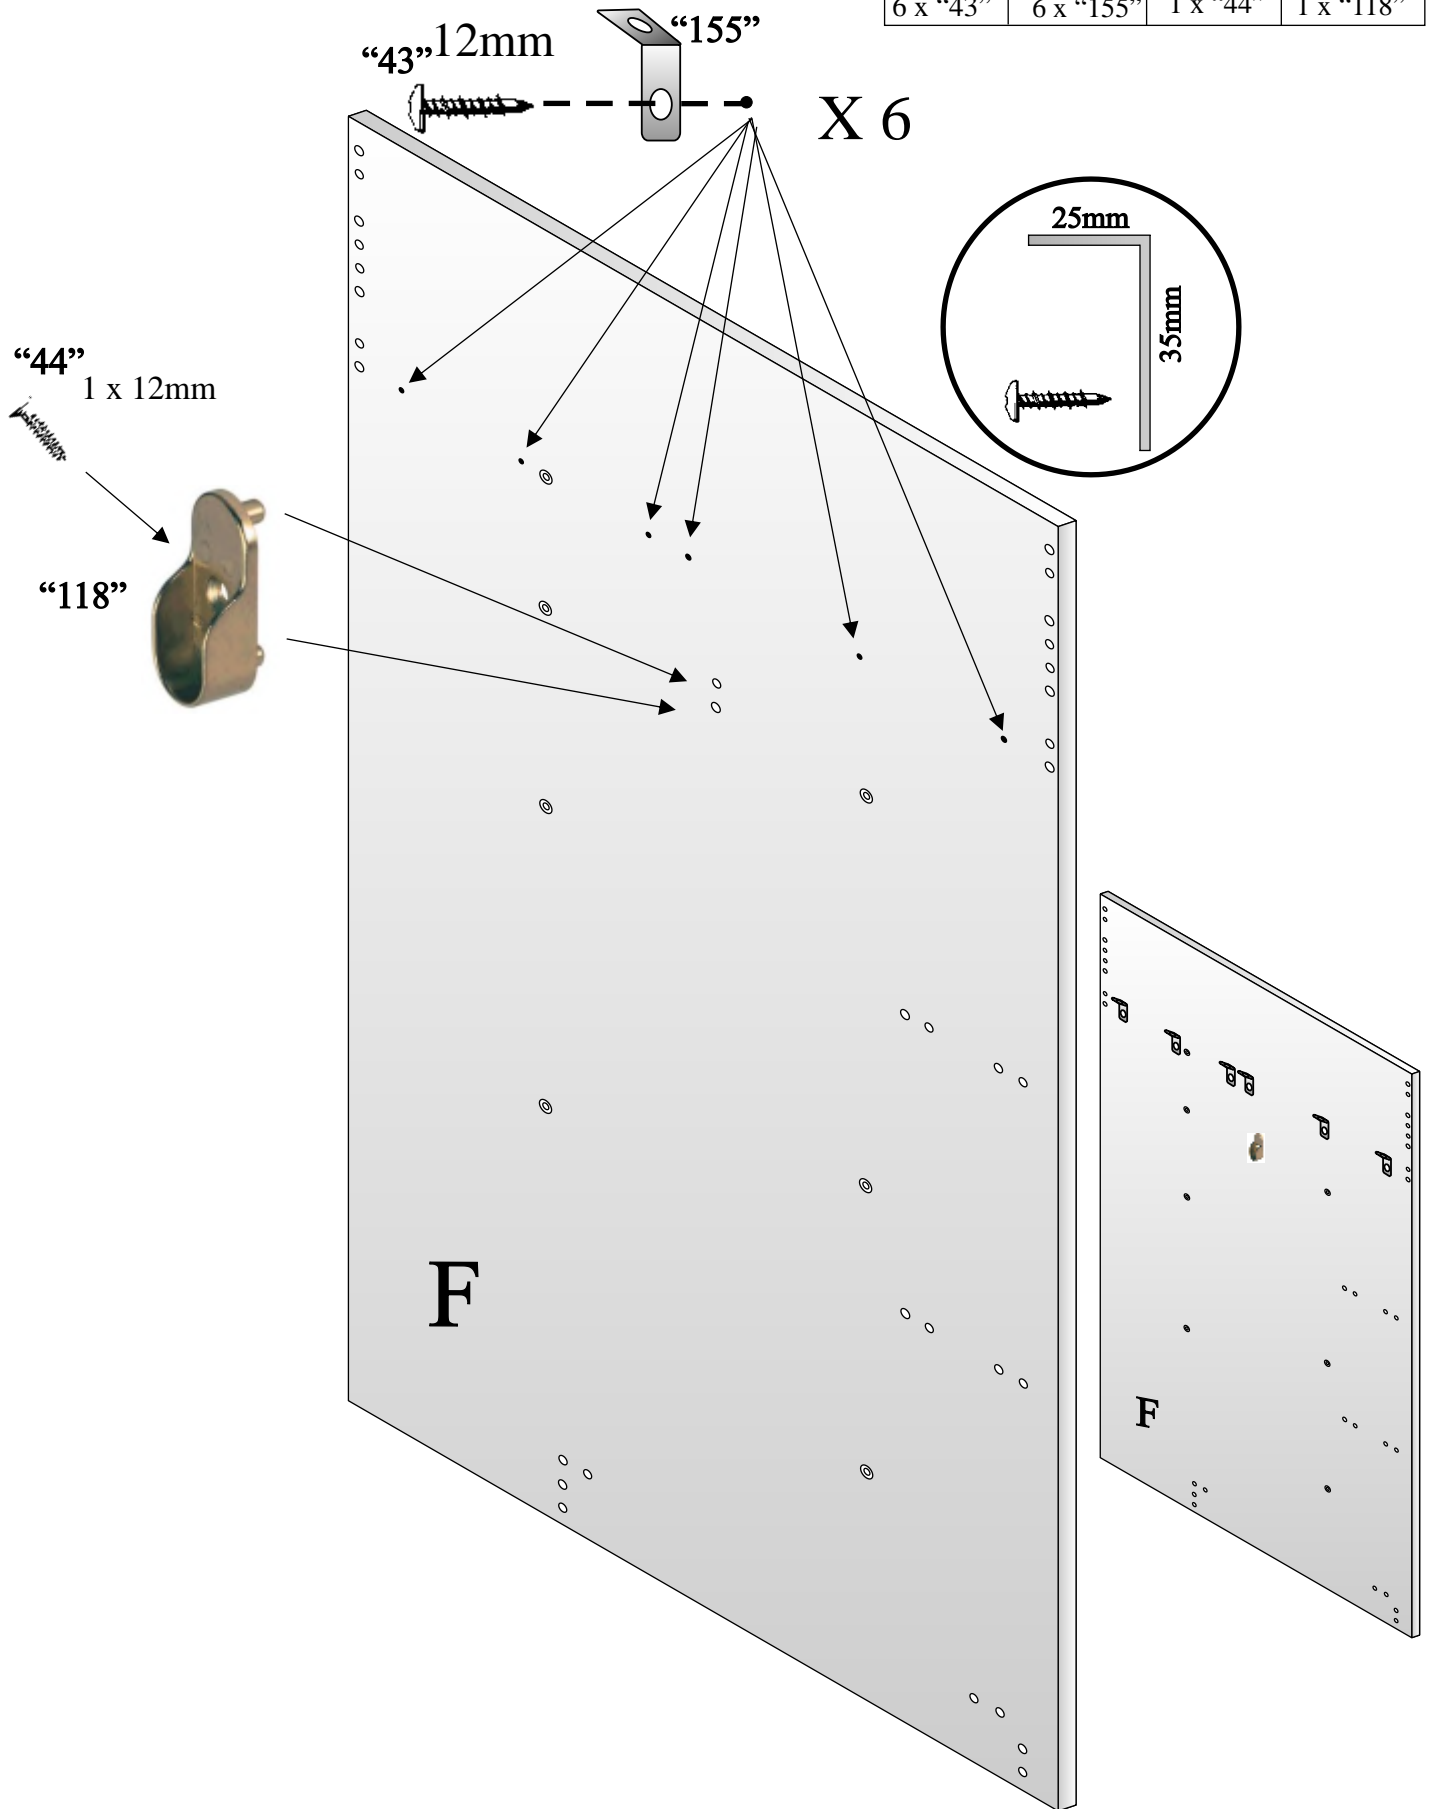 6 x “43” 6 x “155” 1 x “44” 1 x “118”
“155”
“43” 12mm
X 6
25mm
35mm
“44”
1 x 12mm
“118”
F
F